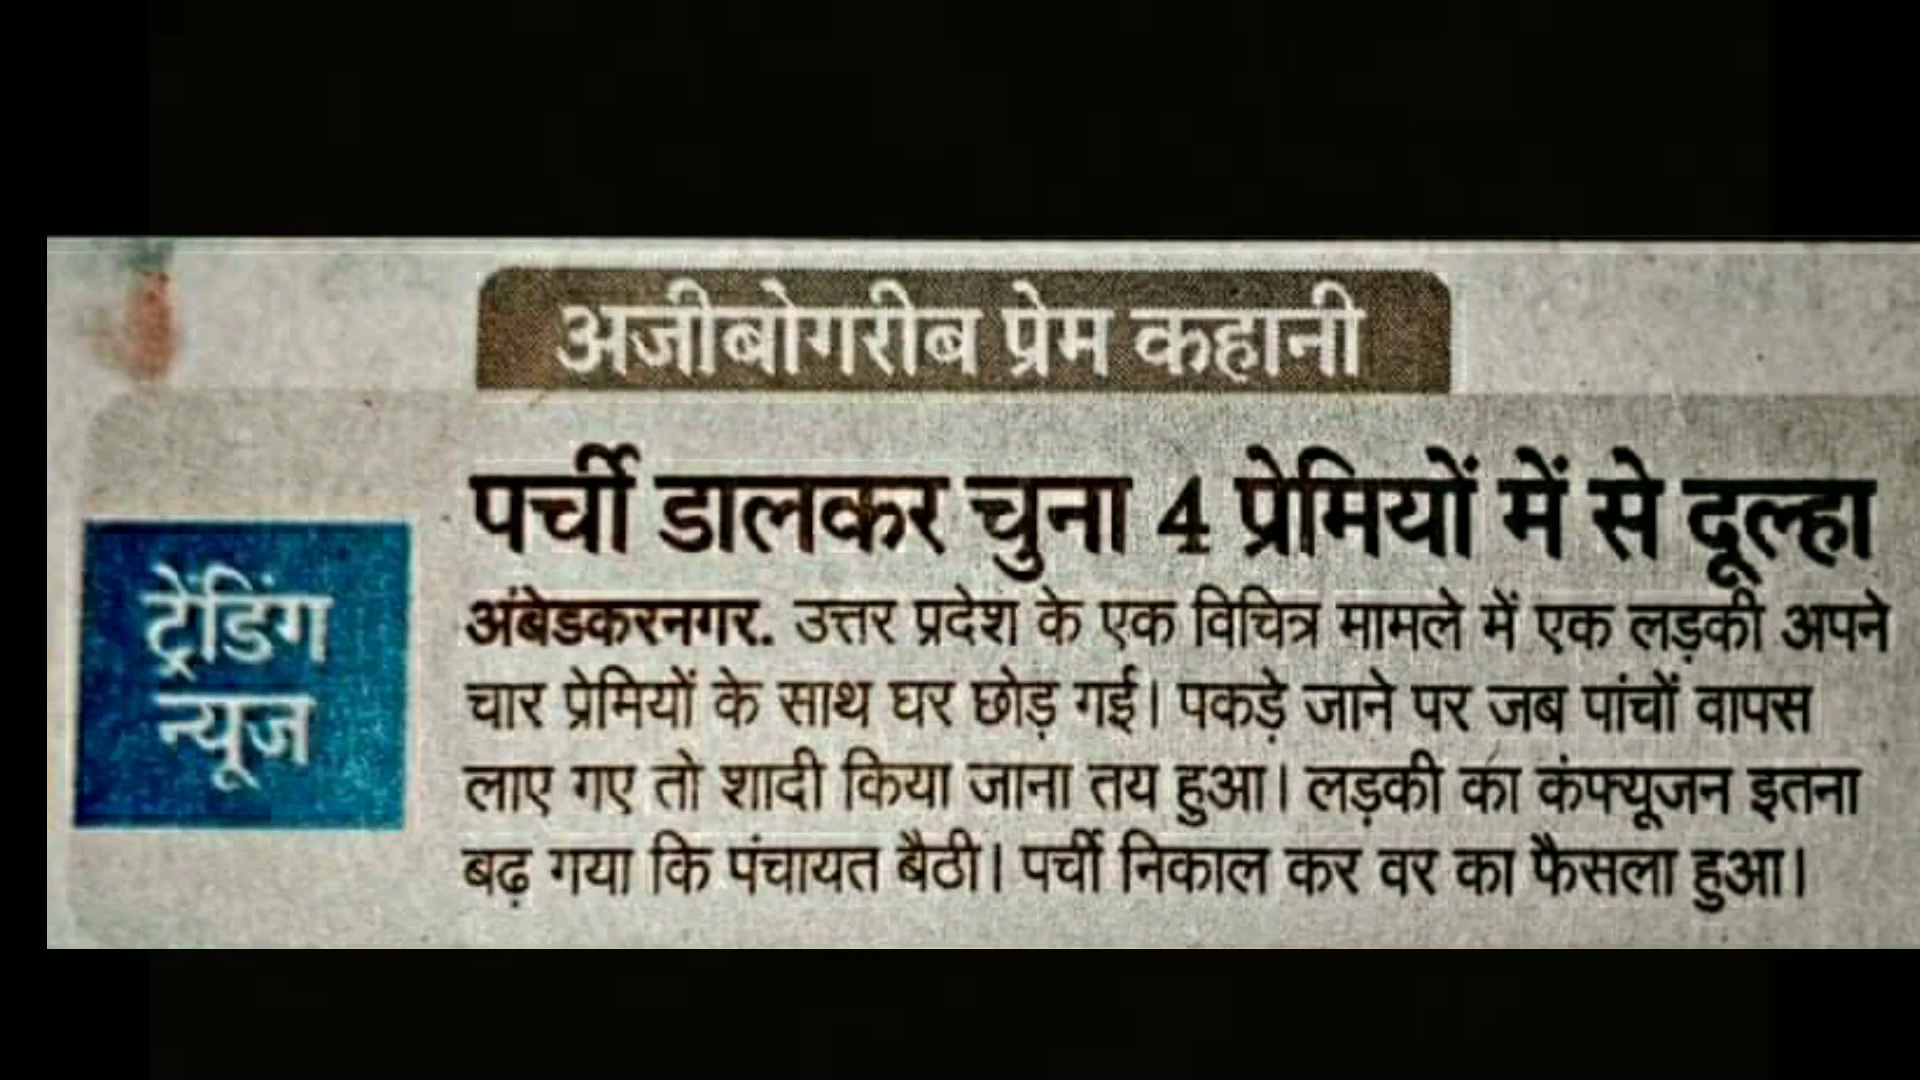 अजीबोगरीब प्रेम कहानी
पर्ची डालकर चुना 4 प्रेमियों में से दूल्हा
ट्रेंडिंग
न्यूज
अंबेडकरनगर. उत्तर प्रदेश के एक विचित्र मामले में एक लड़की अपने
चार प्रेमियों के साथ घर छोड़ गई। पकड़े जाने पर जब पांचों वापस
लाए गए तो शादी किया जाना तय हुआ। लड़की का कंफ्यूजन इतना
बढ़ गया कि पंचायत बैठी। पर्ची निकाल कर वर का फैसला हुआ।